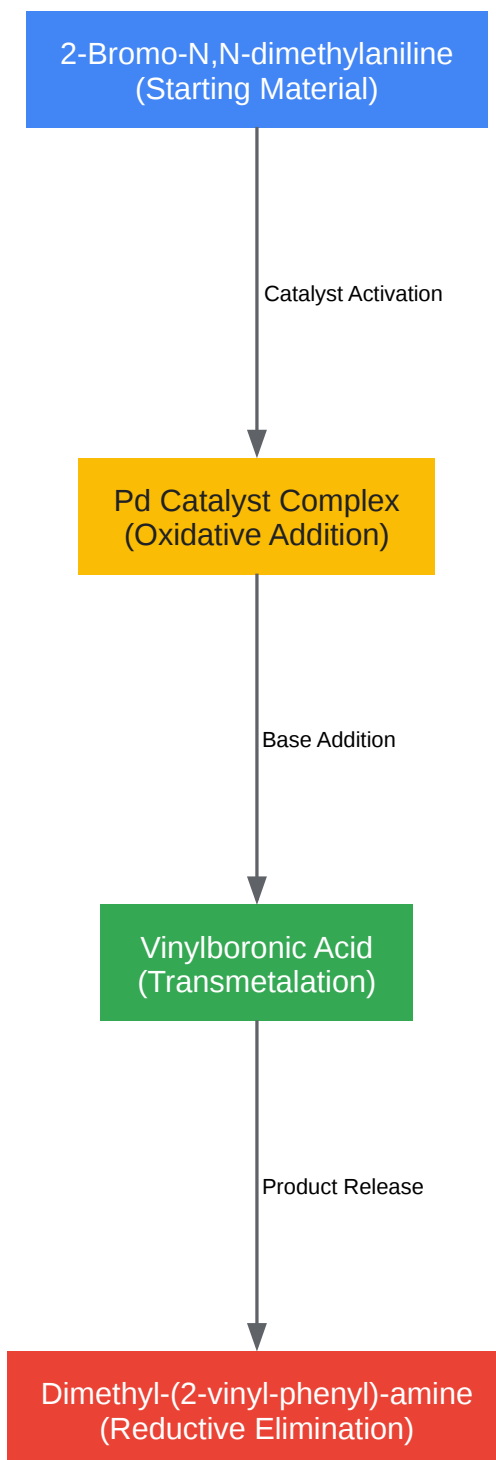 2-Bromo-N,N-dimethylaniline
(Starting Material)
Catalyst Activation
Pd Catalyst Complex
(Oxidative Addition)
Base Addition
Vinylboronic Acid
(Transmetalation)
Product Release
Dimethyl-(2-vinyl-phenyl)-amine
(Reductive Elimination)